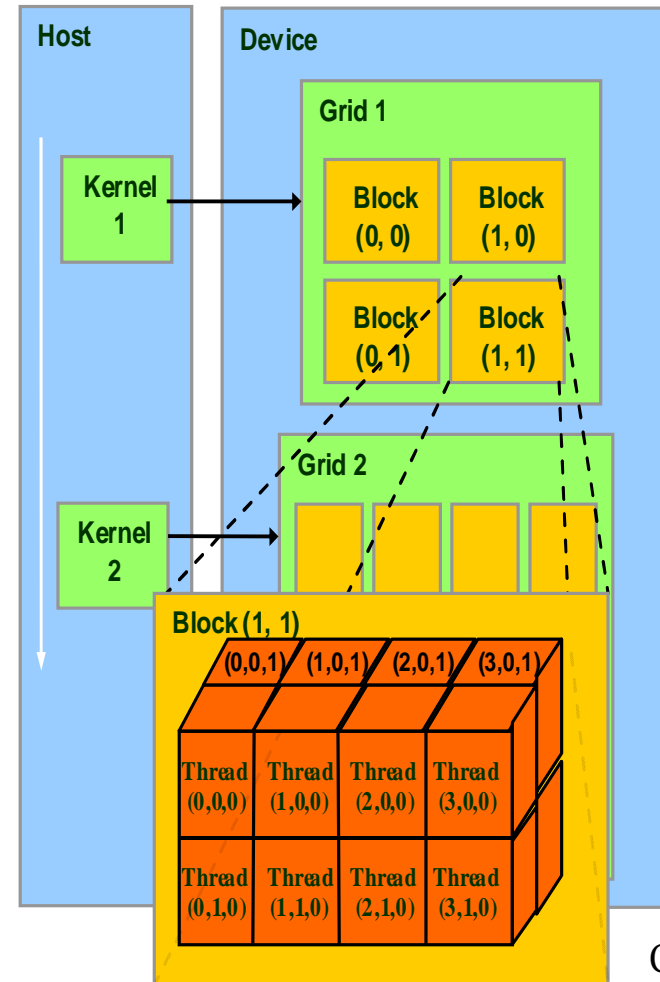 Host
Device
Grid 1
Kernel
1
Block
(0, 0)
Block
(1, 0)
Block
(0, 1)
Block
(1, 1)
Grid 2
Kernel
2
Block (1, 1)
(0,0,1) (1,0,1) (2,0,1) (3,0,1)
Thread
(0,0,0)
Thread
(1,0,0)
Thread
(2,0,0)
Thread
(3,0,0)
Thread
(0,1,0)
Thread
(1,1,0)
Thread
(2,1,0)
Thread
(3,1,0)